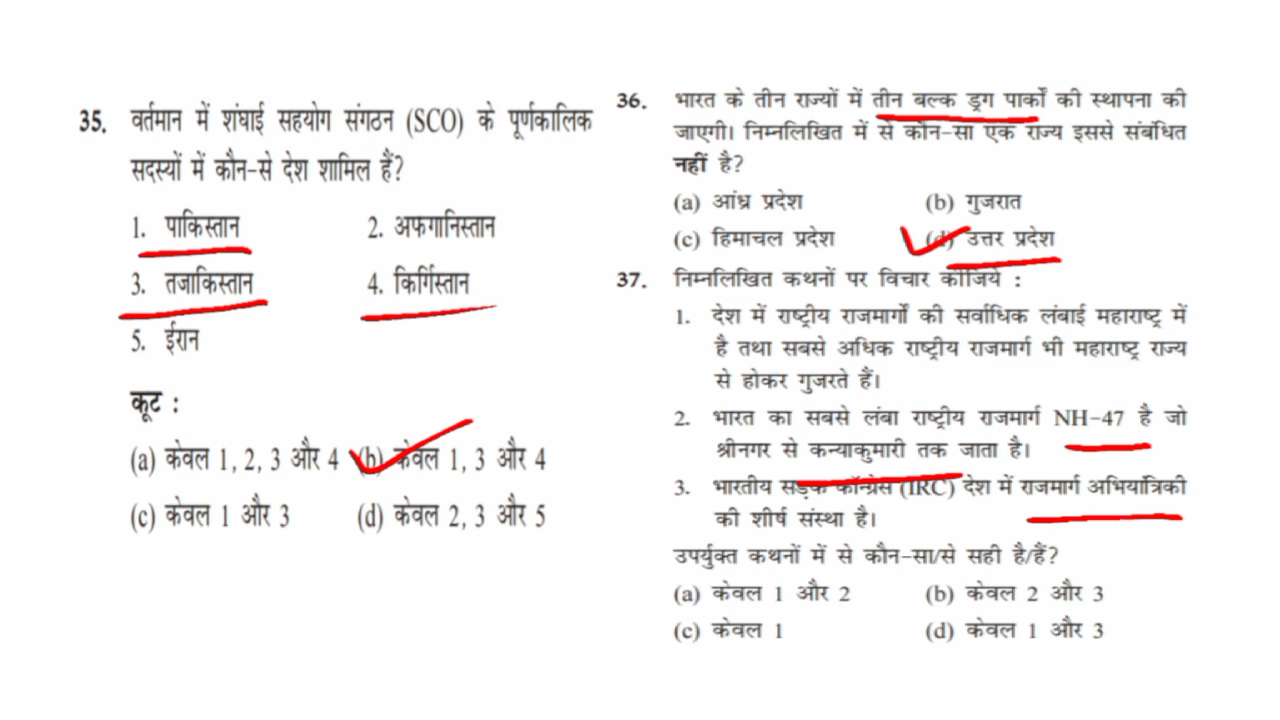 35. वर्तमान में शंघाई सहयोग संगठन (SCO) के पूर्णकालिक
सदस्यों में कौन-से देश शामिल हैं?
1. पाकिस्तान 2. अफगानिस्तान
3. तजाकिस्तान 4. किर्गिस्तान
5. ईरान
कूट :
(a) केवल 1, 2, 3 और 4 (b) केवल 1, 3 और 4
(c) केवल 1 और 3 (d) केवल 2, 3 और 5
36. भारत के तीन राज्यों में तीन बल्क ड्रग पार्कों की स्थापना की
जाएगी। निम्नलिखित में से कौन-सा एक राज्य इससे संबंधित
नहीं है?
(a) आंध्र प्रदेश (b) गुजरात
(c) हिमाचल प्रदेश (d) उत्तर प्रदेश
37. निम्नलिखित कथनों पर विचार कीजिये :
1. देश में राष्ट्रीय राजमार्गों की सर्वाधिक लंबाई महाराष्ट्र में
है तथा सबसे अधिक राष्ट्रीय राजमार्ग भी महाराष्ट्र राज्य
से होकर गुजरते हैं।
2. भारत का सबसे लंबा राष्ट्रीय राजमार्ग NH-47 है जो
श्रीनगर से कन्याकुमारी तक जाता है।
3. भारतीय सड़क कॉन्ग्रेस (IRC) देश में राजमार्ग अभियांत्रिकी
की शीर्ष संस्था है।
उपर्युक्त कथनों में से कौन-सा/से सही है/हैं?
(a) केवल 1 और 2 (b) केवल 2 और 3
(c) केवल 1 (d) केवल 1 और 3